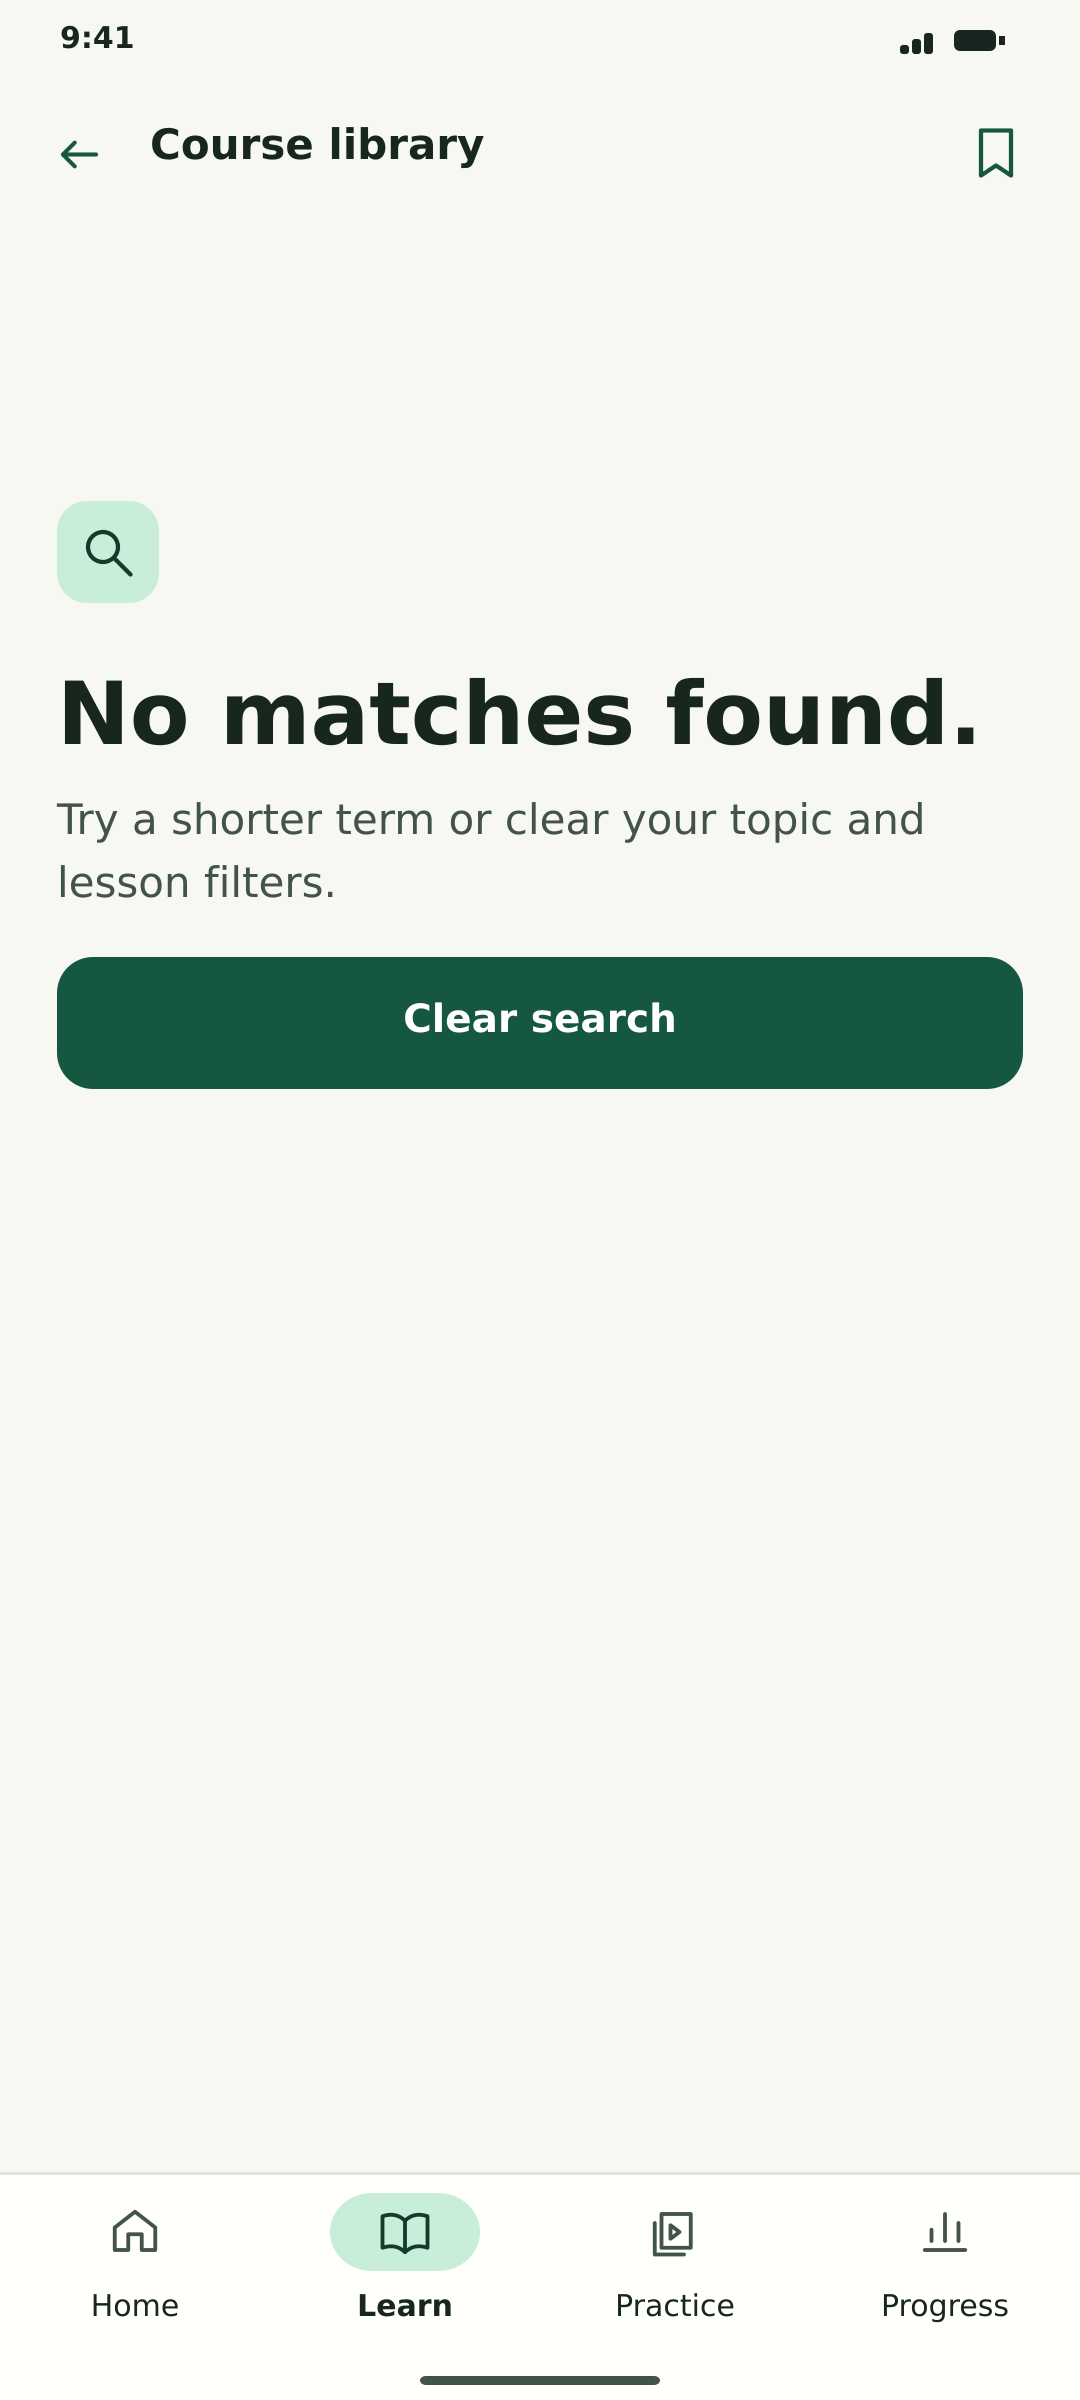 9:41
Course library
No matches found.
Try a shorter term or clear your topic and
lesson filters.
Clear search
Home
Learn
Practice
Progress